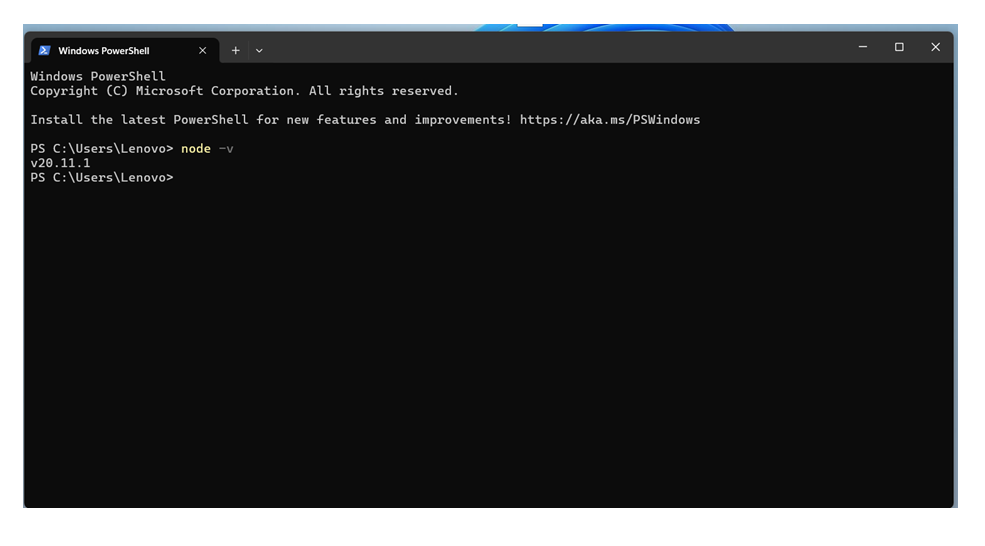 Windows PowerShell
Windows PowerShell
Copyright (C) Microsoft Corporation. All rights reserved.
Install the latest PowerShell for new features and improvements! https://aka.ms/PSWindows
PS C:\Users\Lenovo> node -v
v20.11.1
PS C:\Users\Lenovo>